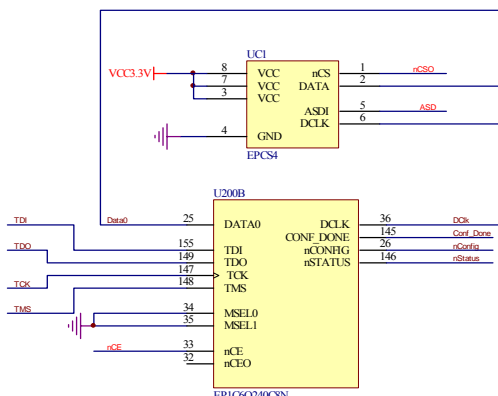 UC1
VCC3.3V
8 VCC nCS 1 nCSO
7 VCC DATA 2
3 VCC
ASDI 5 ASD
DCLK 6
4 GND
EPCS4
U200B
Data0 25 DATA0 DCLK 36 DClk
CONF_DONE 145 Conf_Done
TDI 155 TDI nCONFIG 26 nConfig
TDO 149 TDO nSTATUS 146 nStatus
TCK 147 TCK
TMS 148 TMS
34 MSEL0
35 MSEL1
nCE 33 nCE
32 nCEO
EP1C6Q240C8N